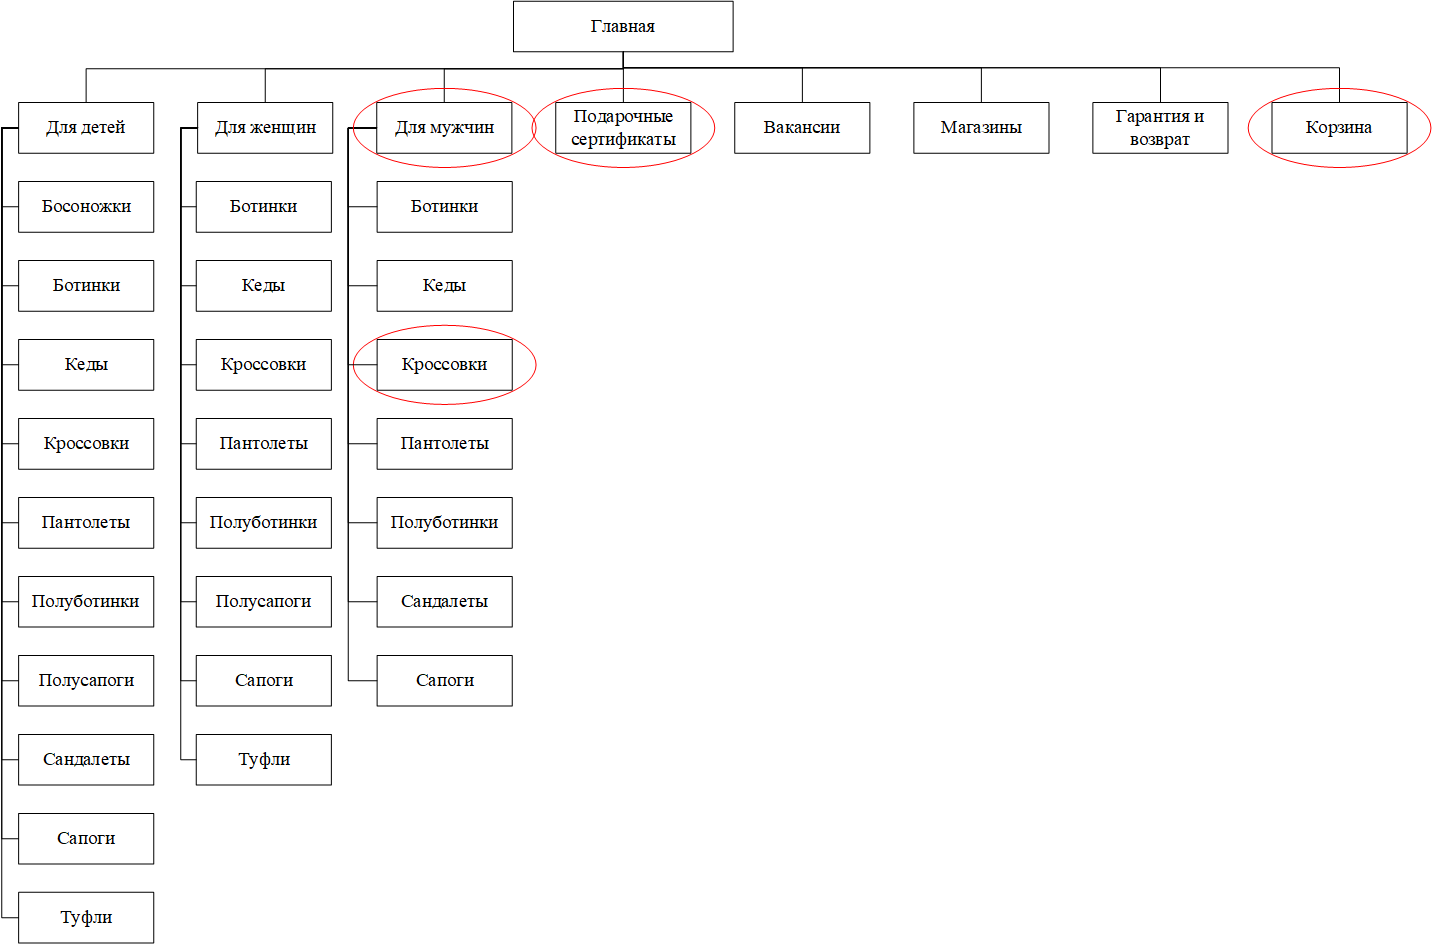 Главная
Для детей
Для женщин
Для мужчин
Подарочные
сертификаты
Вакансии
Магазины
Гарантия и
возврат
Корзина
Босоножки
Ботинки
Ботинки
Ботинки
Кеды
Кеды
Кеды
Кроссовки
Кроссовки
Кроссовки
Пантолеты
Пантолеты
Пантолеты
Полуботинки
Полуботинки
Полуботинки
Полусапоги
Сандалеты
Полусапоги
Сапоги
Сапоги
Сандалеты
Туфли
Сапоги
Туфли